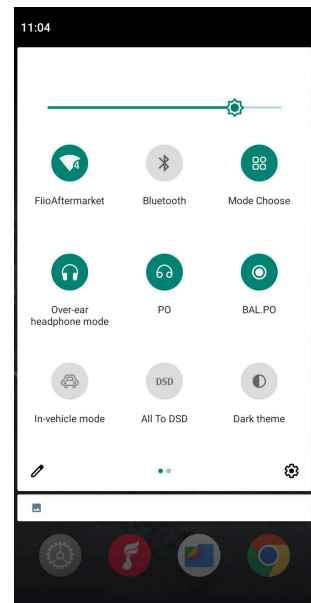 11:04
4
FiioAftermarket
Bluetooth
Mode Choose
Over-ear
headphone mode
PO
BAL.PO
In-vehicle mode
DSD
All To DSD
Dark theme